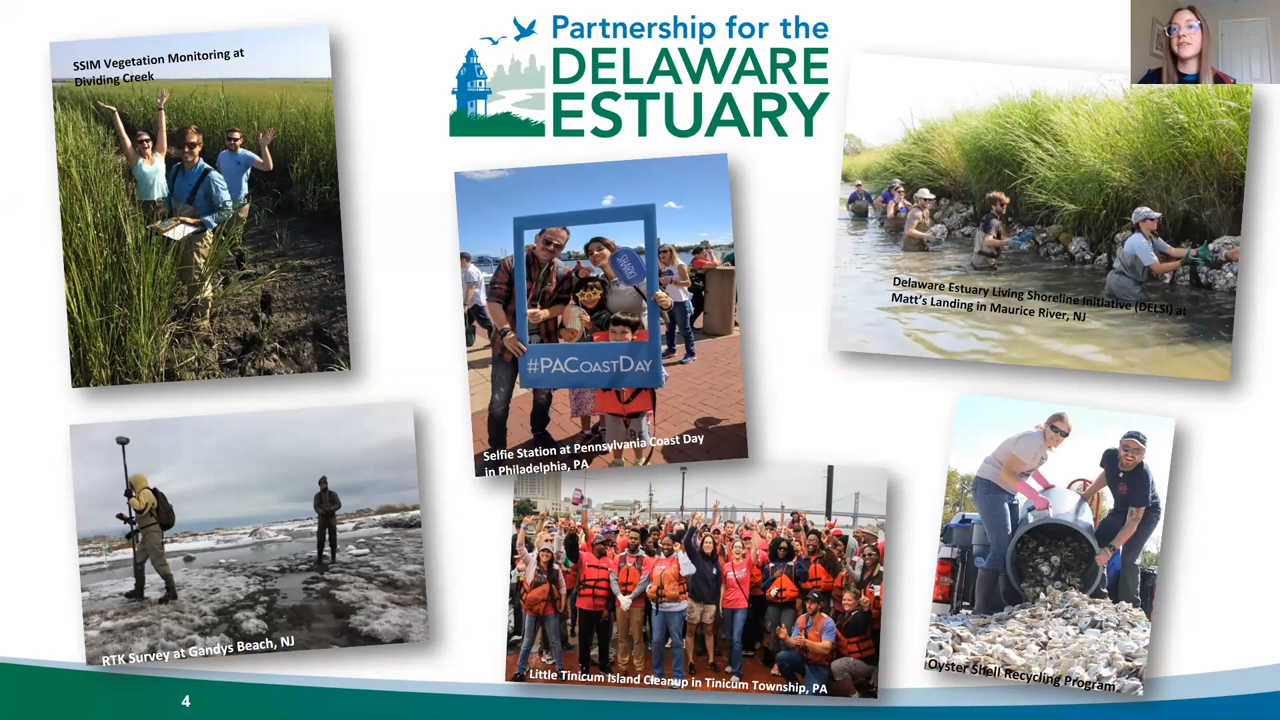 SSIM Vegetation Monitoring at
Dividing Creek
Partnership for the
DELAWARE
ESTUARY
SHARK!
#PACOASTDAY
Selfie Station at Pennsylvania Coast Day
in Philadelphia, PA
Delaware Estuary Living Shoreline Initiative (DELSI) at
Matt's Landing in Maurice River, NJ
RTK Survey at Gandys Beach, NJ
Little Tinicum Island Cleanup in Tinicum Township, PA
Oyster Shell Recycling Program
4